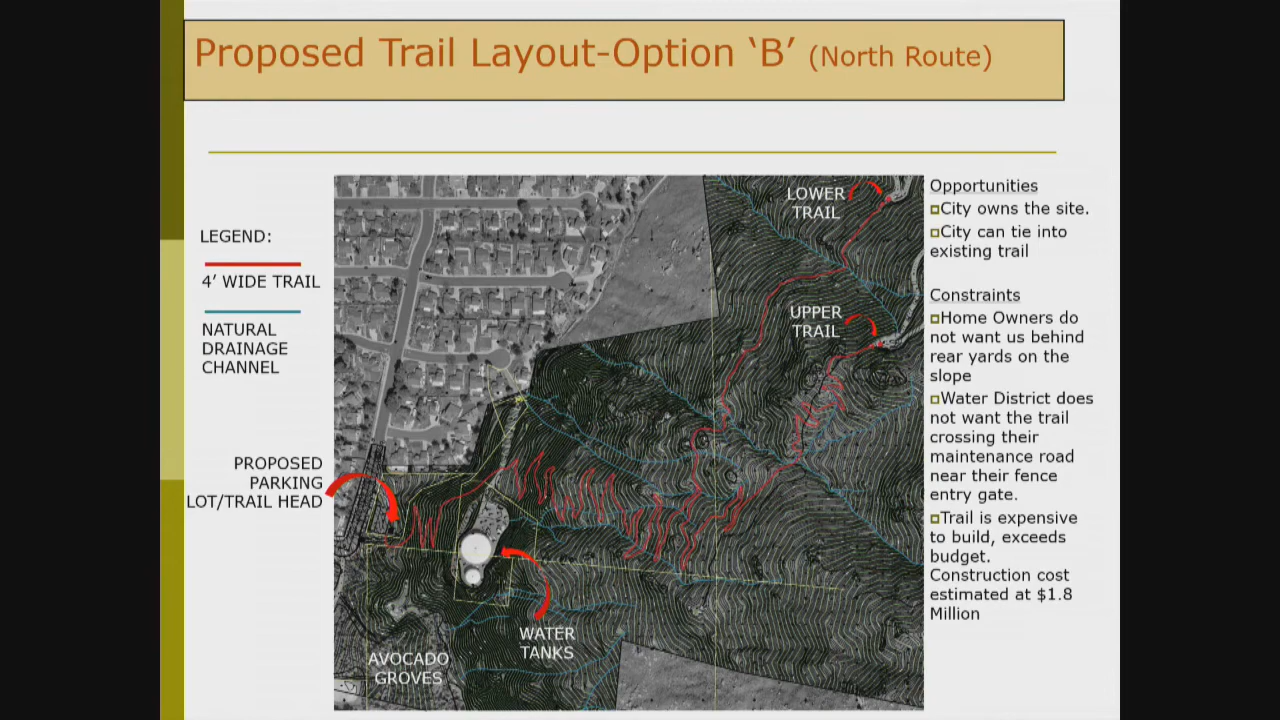 Proposed Trail Layout-Option ‘B’ (North Route)
LEGEND:
4’ WIDE TRAIL
NATURAL
DRAINAGE
CHANNEL
PROPOSED
PARKING
LOT/TRAIL HEAD
LOWER
TRAIL
UPPER
TRAIL
WATER
TANKS
AVOCADO
GROVES
Opportunities
City owns the site.
City can tie into
existing trail
Constraints
Home Owners do
not want us behind
rear yards on the
slope
Water District does
not want the trail
crossing their
maintenance road
near their fence
entry gate.
Trail is expensive
to build, exceeds
budget.
Construction cost
estimated at $1.8
Million